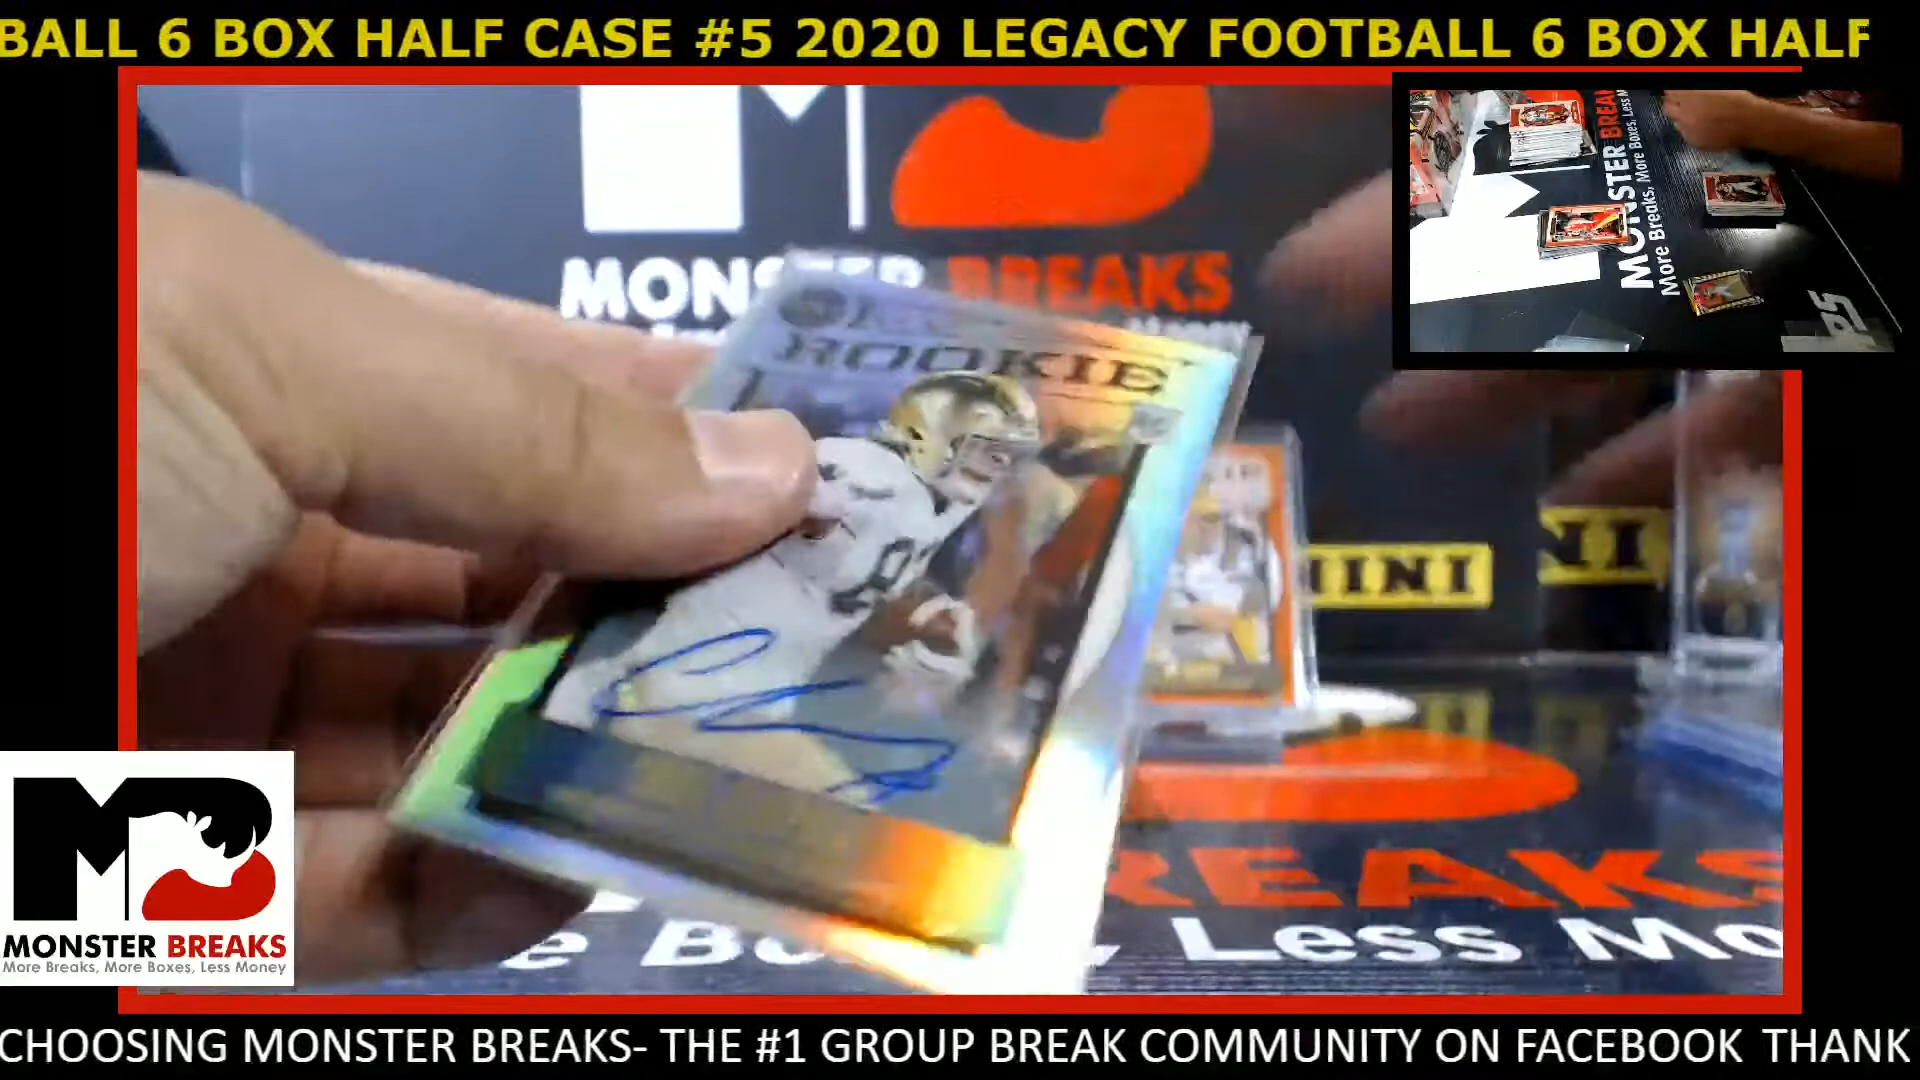 BALL 6 BOX HALF CASE #5 2020 LEGACY FOOTBALL 6 BOX HALF
MONSTER BREAKS
ROOKIE
MONSTER BREAKS
More Breaks, More Boxes, Less M
INI
NI
REAKS
Less Mo
MONSTER BREAKS
More Breaks, More Boxes, Less Money
CHOOSING MONSTER BREAKS- THE #1 GROUP BREAK COMMUNITY ON FACEBOOK THANK